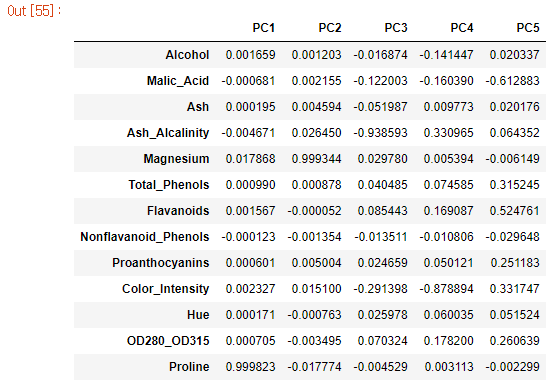 Out [55]:
PC1 PC2 PC3 PC4 PC5
Alcohol 0.001659 0.001203 -0.016874 -0.141447 0.020337
Malic_Acid -0.000681 0.002155 -0.122003 -0.160390 -0.612883
Ash 0.000195 0.004594 -0.051987 0.009773 0.020176
Ash_Alcalinity -0.004671 0.026450 -0.938593 0.330965 0.064352
Magnesium 0.017868 0.999344 0.029780 0.005394 -0.006149
Total_Phenols 0.000990 0.000878 0.040485 0.074585 0.315245
Flavanoids 0.001567 -0.000052 0.085443 0.169087 0.524761
Nonflavanoid_Phenols -0.000123 -0.001354 -0.013511 -0.010806 -0.029648
Proanthocyanins 0.000601 0.005004 0.024659 0.050121 0.251183
Color_Intensity 0.002327 0.015100 -0.291398 -0.878894 0.331747
Hue 0.000171 -0.000763 0.025978 0.060035 0.051524
OD280_OD315 0.000705 -0.003495 0.070324 0.178200 0.260639
Proline 0.999823 -0.017774 -0.004529 0.003113 -0.002299